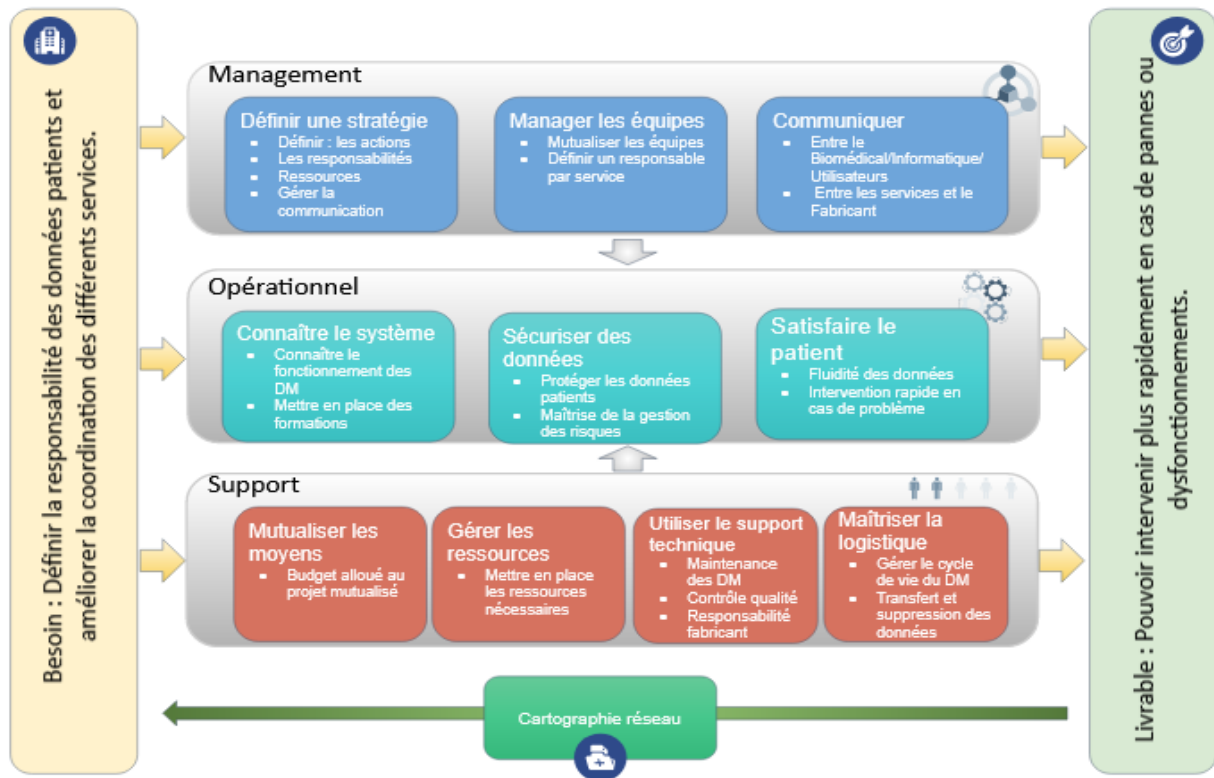 Besoin : Définir la responsabilité des données patients et
améliorer la coordination des différents services.
Management
Définir une stratégie
▪ Définir : les actions
▪ Les responsabilités
▪ Ressources
▪ Gérer la
communication
Manager les équipes
▪ Mutualiser les équipes
▪ Définir un responsable
par service
Communiquer
▪ Entre le
Biomédical/Informatique/
Utilisateurs
▪ Entre les services et le
Fabricant
Opérationnel
Connaître le système
▪ Connaître le
fonctionnement des
DM
▪ Mettre en place des
formations
Sécuriser des
données
▪ Protéger les données
patients
▪ Maîtrise de la gestion
des risques
Satisfaire le
patient
▪ Fluidité des données
▪ Intervention rapide en
cas de problème
Support
Mutualiser les
moyens
▪ Budget alloué au
projet mutualisé
Gérer les
ressources
▪ Mettre en place
les ressources
nécessaires
Utiliser le support
technique
▪ Maintenance
des DM
▪ Contrôle qualité
▪ Responsabilité
fabricant
Maîtriser la
logistique
▪ Gérer le cycle
de vie du DM
▪ Transfert et
suppression des
données
Cartographie réseau
Livrable : Pouvoir intervenir plus rapidement en cas de pannes ou
dysfonctionnements.